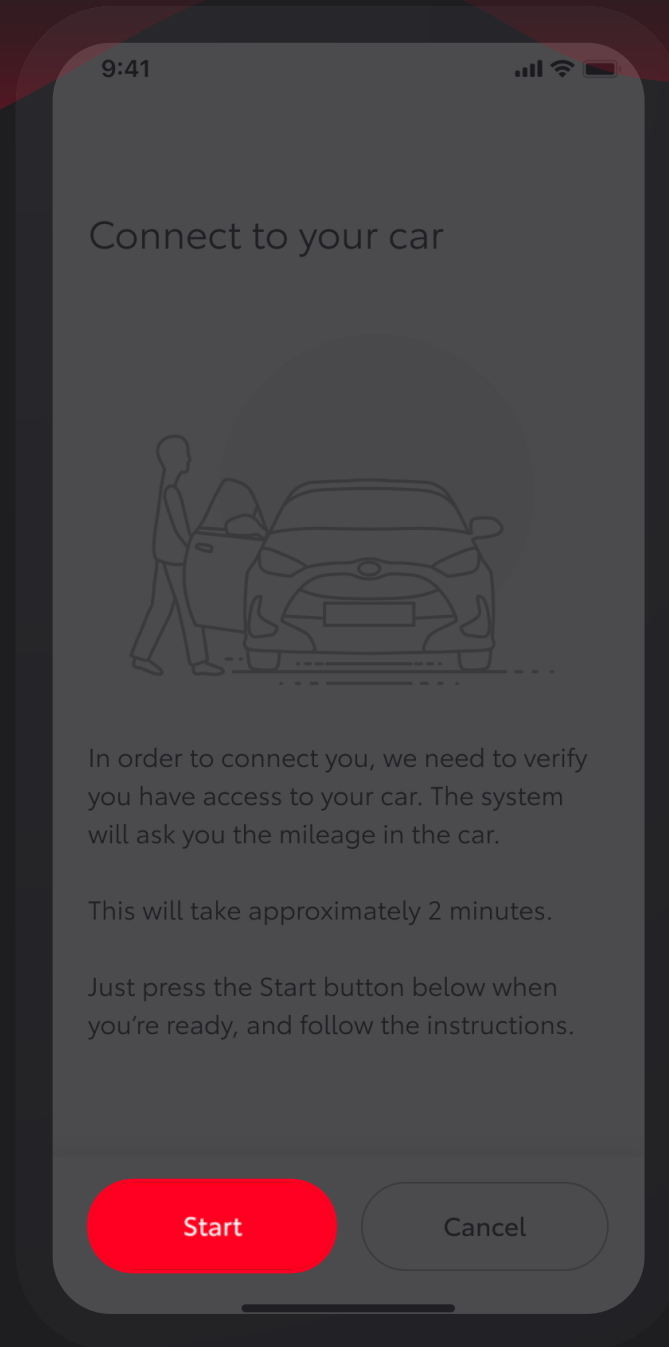 9:41
Connect to your car
In order to connect you, we need to verify
you have access to your car. The system
will ask you the mileage in the car.
This will take approximately 2 minutes.
Just press the Start button below when
you’re ready, and follow the instructions.
Start
Cancel